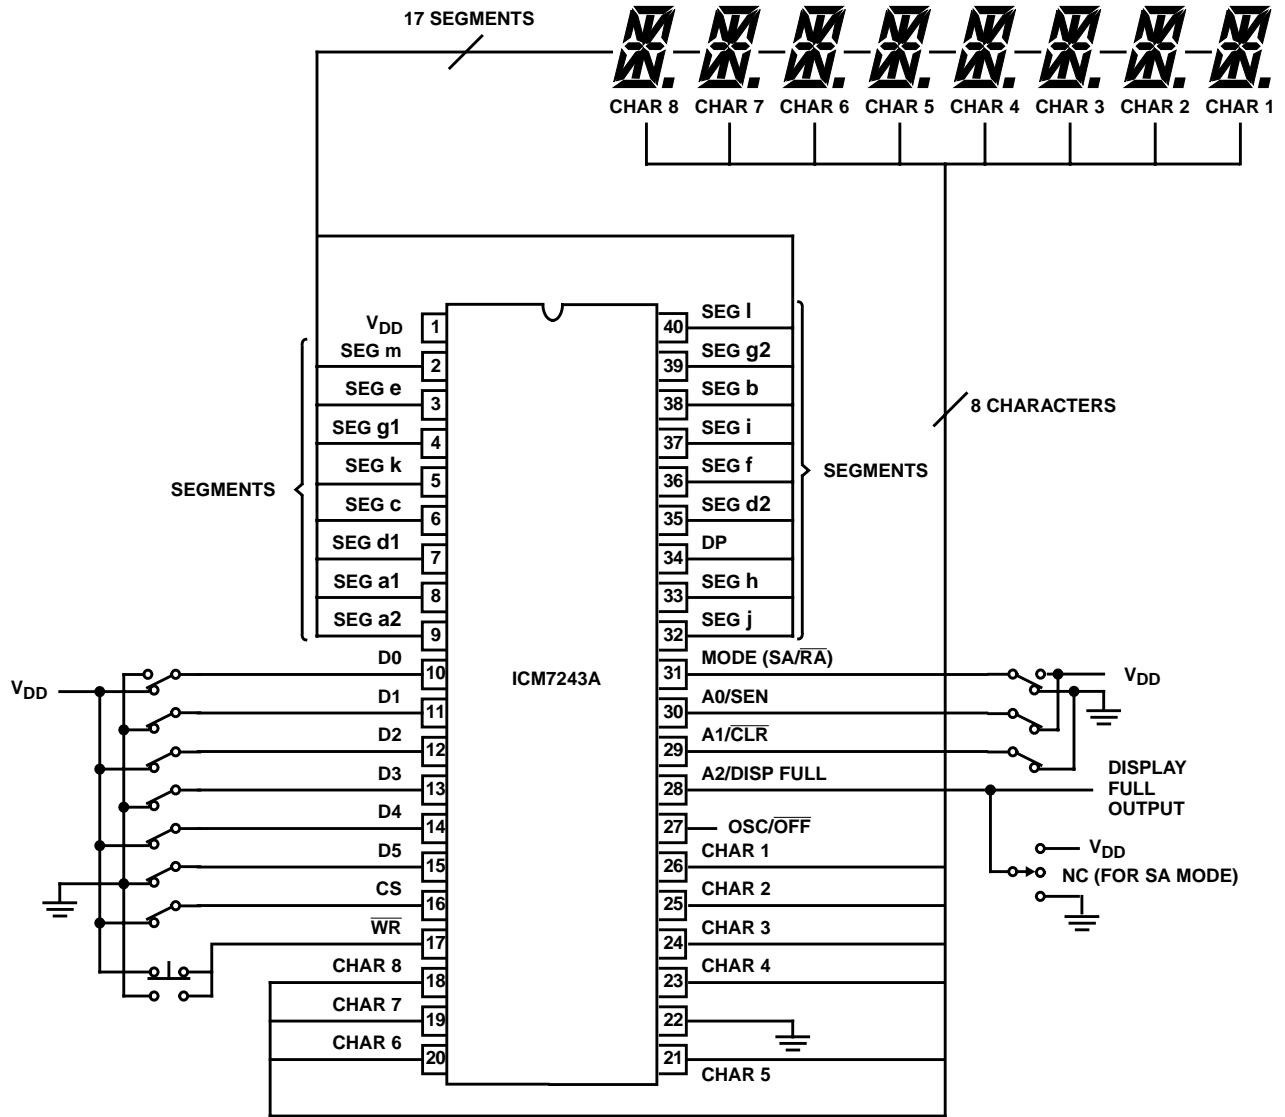 17 SEGMENTS
CHAR 8 CHAR 7 CHAR 6 CHAR 5 CHAR 4 CHAR 3 CHAR 2 CHAR 1
8 CHARACTERS
SEGMENTS
VDD 1
SEG m 2
SEG e 3
SEG g1 4
SEG k 5
SEG c 6
SEG d1 7
SEG a1 8
SEG a2 9
VDD
D0 10
D1 11
D2 12
D3 13
D4 14
D5 15
CS 16
W̅R̅ 17
CHAR 8 18
CHAR 7 19
CHAR 6 20
ICM7243A
40 SEG l
39 SEG g2
38 SEG b
37 SEG i
36 SEG f
35 SEG d2
34 DP
33 SEG h
32 SEG j
SEGMENTS
31 MODE (SA/R̅A̅)
30 A0/SEN
29 A1/C̅L̅R̅
28 A2/DISP FULL
27 OSC/O̅F̅F̅
26 CHAR 1
25 CHAR 2
24 CHAR 3
23 CHAR 4
22
21 CHAR 5
VDD
DISPLAY
FULL
OUTPUT
VDD
NC (FOR SA MODE)